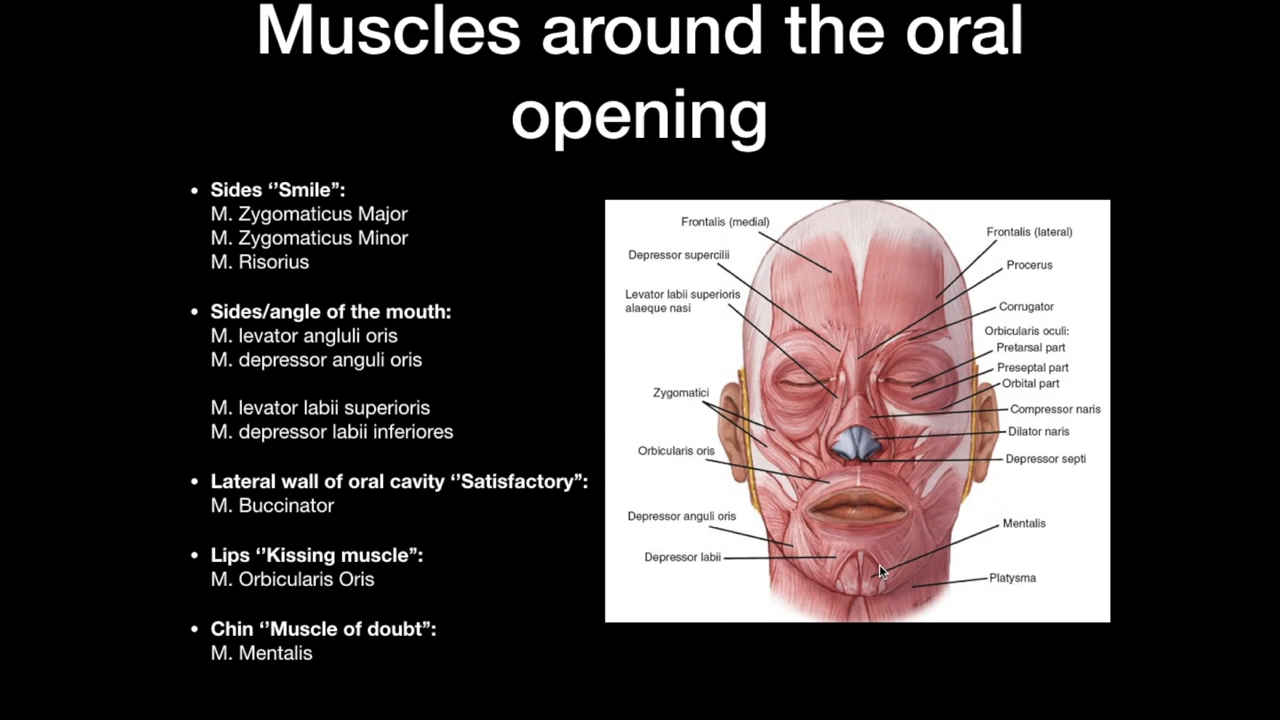 Muscles around the oral
opening
• Sides ‘’Smile”:
M. Zygomaticus Major
M. Zygomaticus Minor
M. Risorius
• Sides/angle of the mouth:
M. levator angluli oris
M. depressor anguli oris
M. levator labii superioris
M. depressor labii inferiores
• Lateral wall of oral cavity ‘’Satisfactory”:
M. Buccinator
• Lips ‘’Kissing muscle”:
M. Orbicularis Oris
• Chin ‘’Muscle of doubt”:
M. Mentalis
Frontalis (medial)
Depressor supercilii
Levator labii superioris
alaeque nasi
Zygomatici
Orbicularis oris
Depressor anguli oris
Depressor labii
Frontalis (lateral)
Procerus
Corrugator
Orbicularis oculi:
Pretarsal part
Preseptal part
Orbital part
Compressor naris
Dilator naris
Depressor septi
Mentalis
Platysma